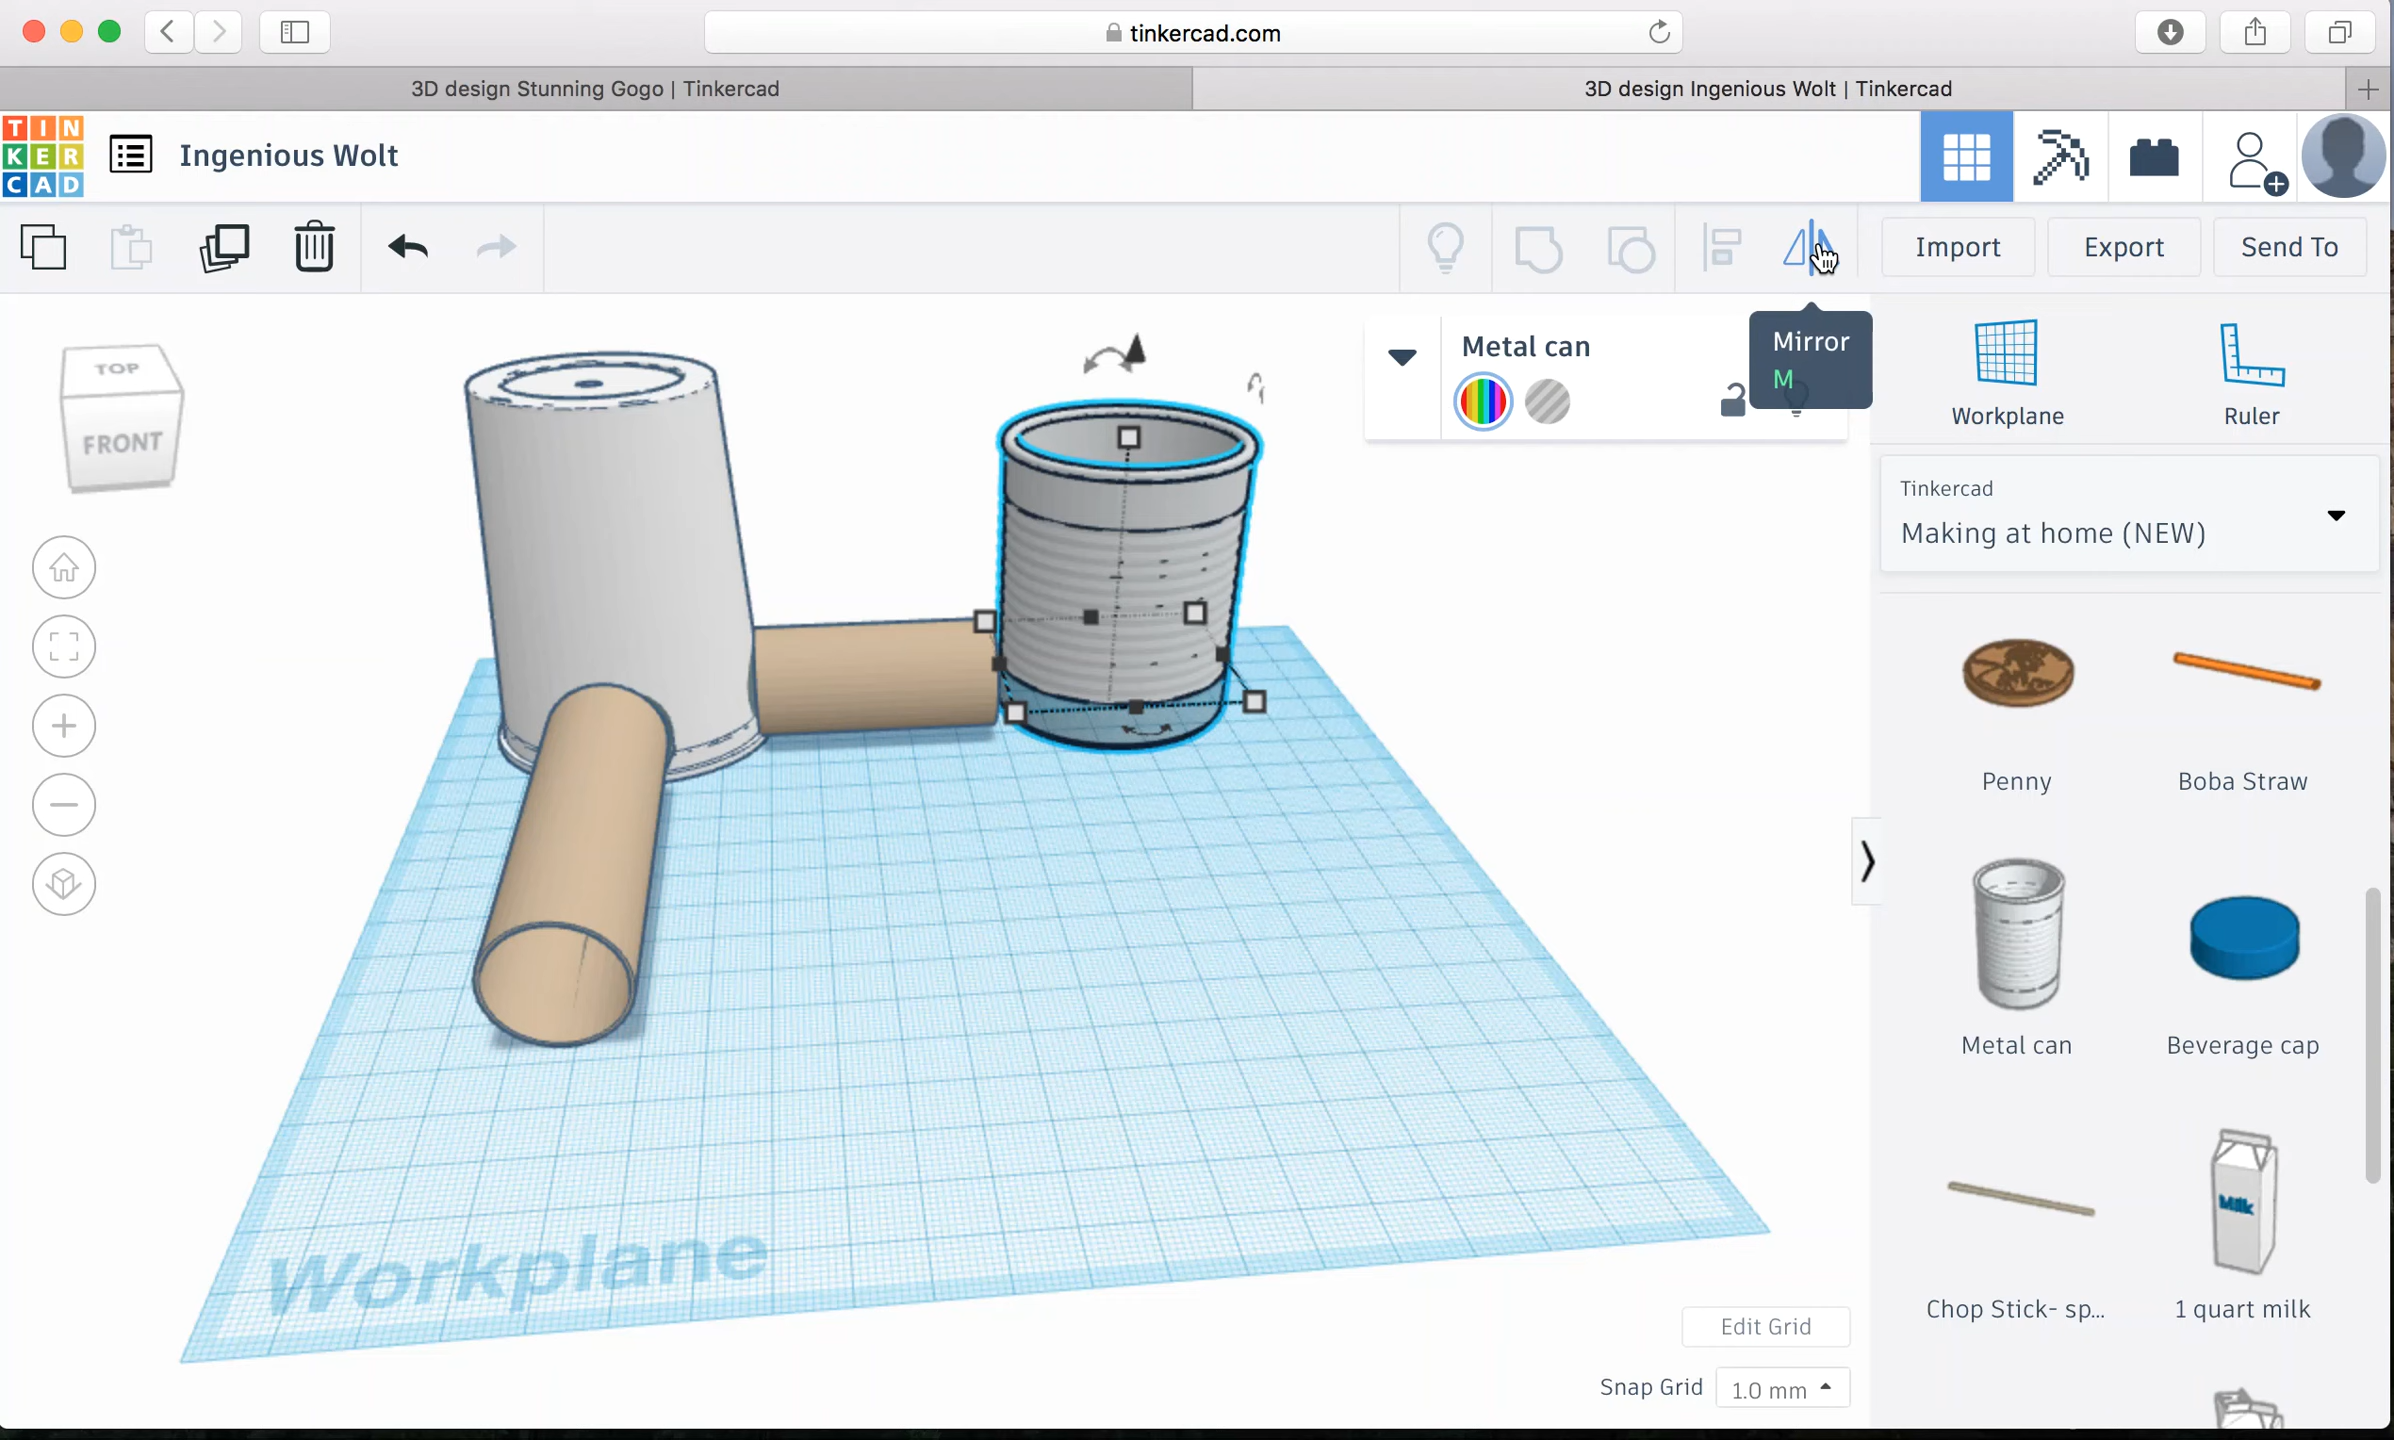 tinkercad.com
3D design Stunning Gogo | Tinkercad
3D design Ingenious Wolt | Tinkercad
TIN
KER
CAD
Ingenious Wolt
Import
Export
Send To
TOP
FRONT
Metal can
Mirror
M
Workplane
Ruler
Tinkercad
Making at home (NEW)
Penny
Boba Straw
Metal can
Beverage cap
Milk
Chop Stick- sp...
1 quart milk
Workplane
Edit Grid
Snap Grid
1.0 mm